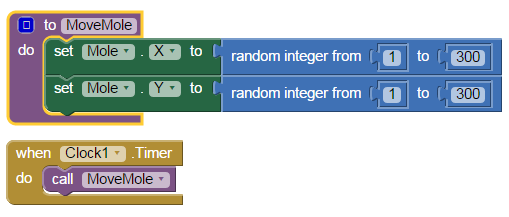 to MoveMole
do set Mole . X to random integer from 1 to 300
set Mole . Y to random integer from 1 to 300
when Clock1 .Timer
do call MoveMole